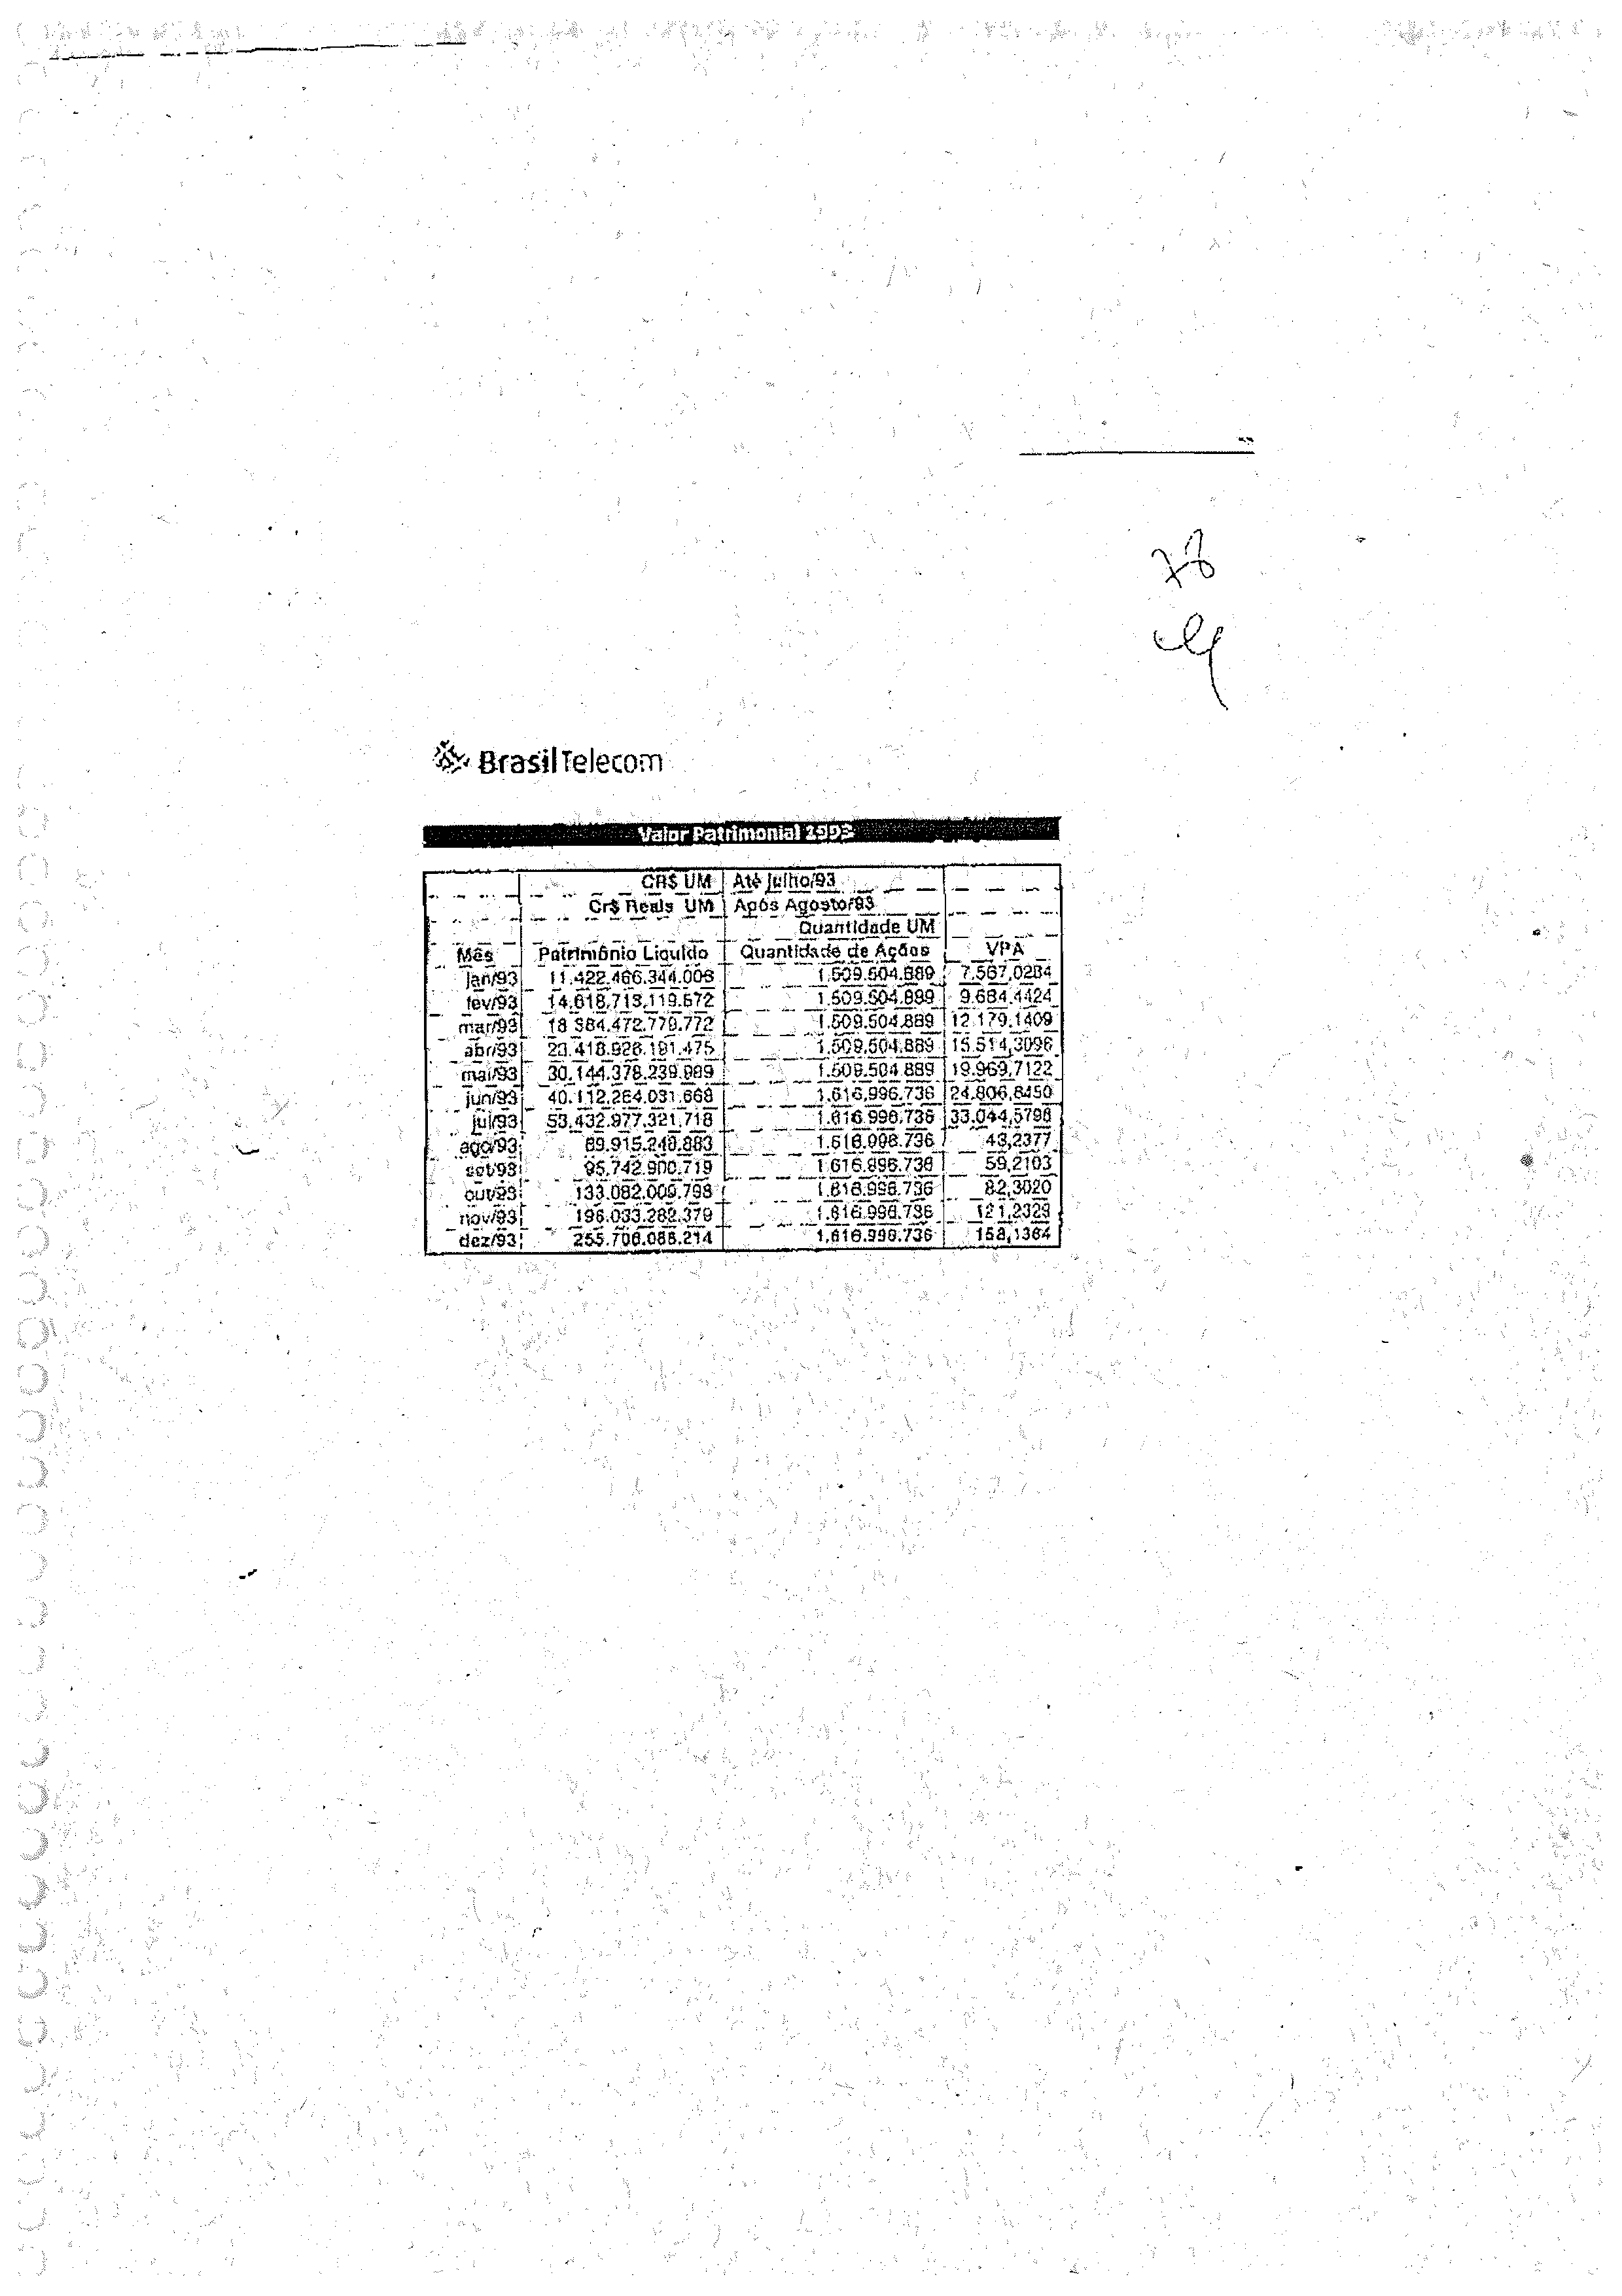 78
BrasilTelecom
Valor Patrimonial 1993
CR$ UM | Até julho/93
Cr$ Reais UM | Após Agosto/93
Quantidade UM
Mês | Patrimônio Líquido | Quantidade de Ações | VPA
jan/93 | 11.422.466.344.006 | 1.509.504.889 | 7.567,0284
fev/93 | 14.618.713.119.572 | 1.509.504.889 | 9.684,4424
mar/93 | 18.384.472.779.772 | 1.509.504.889 | 12.179,1409
abr/93 | 23.418.926.191.475 | 1.509.504.889 | 15.514,3096
mai/93 | 30.144.378.239.989 | 1.509.504.889 | 19.969,7122
jun/93 | 40.112.264.031.668 | 1.616.996.736 | 24.806,6450
jul/93 | 53.432.977.321.718 | 1.616.996.736 | 33.044,5798
ago/93 | 69.915.249.883 | 1.616.996.736 | 43,2377
set/93 | 95.742.900.719 | 1.616.996.736 | 59,2103
out/93 | 133.082.005.798 | 1.616.996.736 | 82,3020
nov/93 | 196.033.282.379 | 1.616.996.736 | 121,2329
dez/93 | 255.706.086.214 | 1.616.996.736 | 158,1364